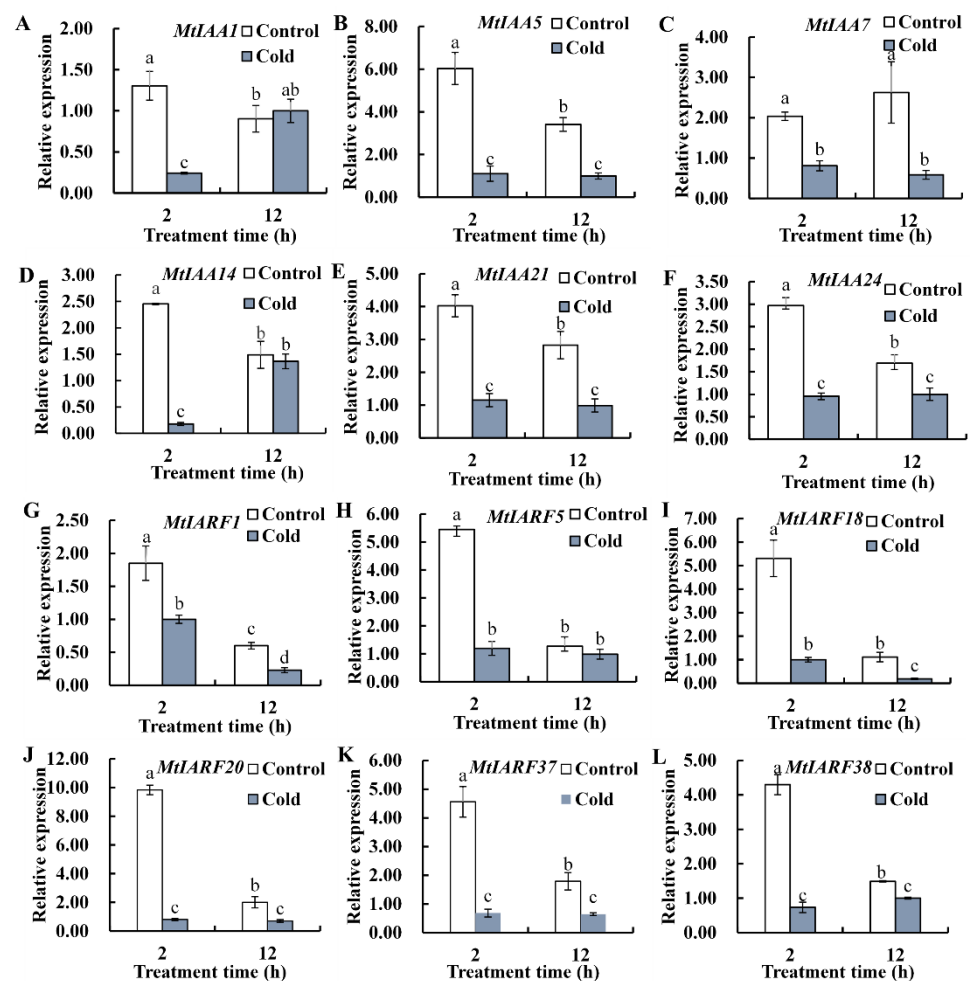 A
MtIAA1
Control
Cold
Relative expression
2.00
1.50
1.00
0.50
0.00
a
c
b
ab
2
12
Treatment time (h)
B
MtIAA5
Control
Cold
Relative expression
8.00
6.00
4.00
2.00
0.00
a
c
b
c
2
12
Treatment time (h)
C
MtIAA7
Control
Cold
Relative expression
4.00
3.00
2.00
1.00
0.00
a
b
a
b
2
12
Treatment time (h)
D
MtIAA14
Control
Cold
Relative expression
3.00
2.50
2.00
1.50
1.00
0.50
0.00
a
c
b
b
2
12
Treatment time (h)
E
MtIAA21
Control
Cold
Relative expression
5.00
4.00
3.00
2.00
1.00
0.00
a
c
b
c
2
12
Treatment time (h)
F
MtIAA24
Control
Cold
Relative expression
3.50
3.00
2.50
2.00
1.50
1.00
0.50
0.00
a
c
b
c
2
12
Treatment time (h)
G
MtIARF1
Control
Cold
Relative expression
2.50
2.00
1.50
1.00
0.50
0.00
a
b
c
d
2
12
Treatment time (h)
H
MtIARF5
Control
Cold
Relative expression
6.00
5.00
4.00
3.00
2.00
1.00
0.00
a
b
b
b
2
12
Treatment time (h)
I
MtIARF18
Control
Cold
Relative expression
7.00
6.00
5.00
4.00
3.00
2.00
1.00
0.00
a
b
b
c
2
12
Treatment time (h)
J
MtIARF20
Control
Cold
Relative expression
12.00
10.00
8.00
6.00
4.00
2.00
0.00
a
c
b
c
2
12
Treatment time (h)
K
MtIARF37
Control
Cold
Relative expression
6.00
5.00
4.00
3.00
2.00
1.00
0.00
a
c
b
c
2
12
Treatment time (h)
L
MtIARF38
Control
Cold
Relative expression
5.00
4.00
3.00
2.00
1.00
0.00
a
c
b
c
2
12
Treatment time (h)